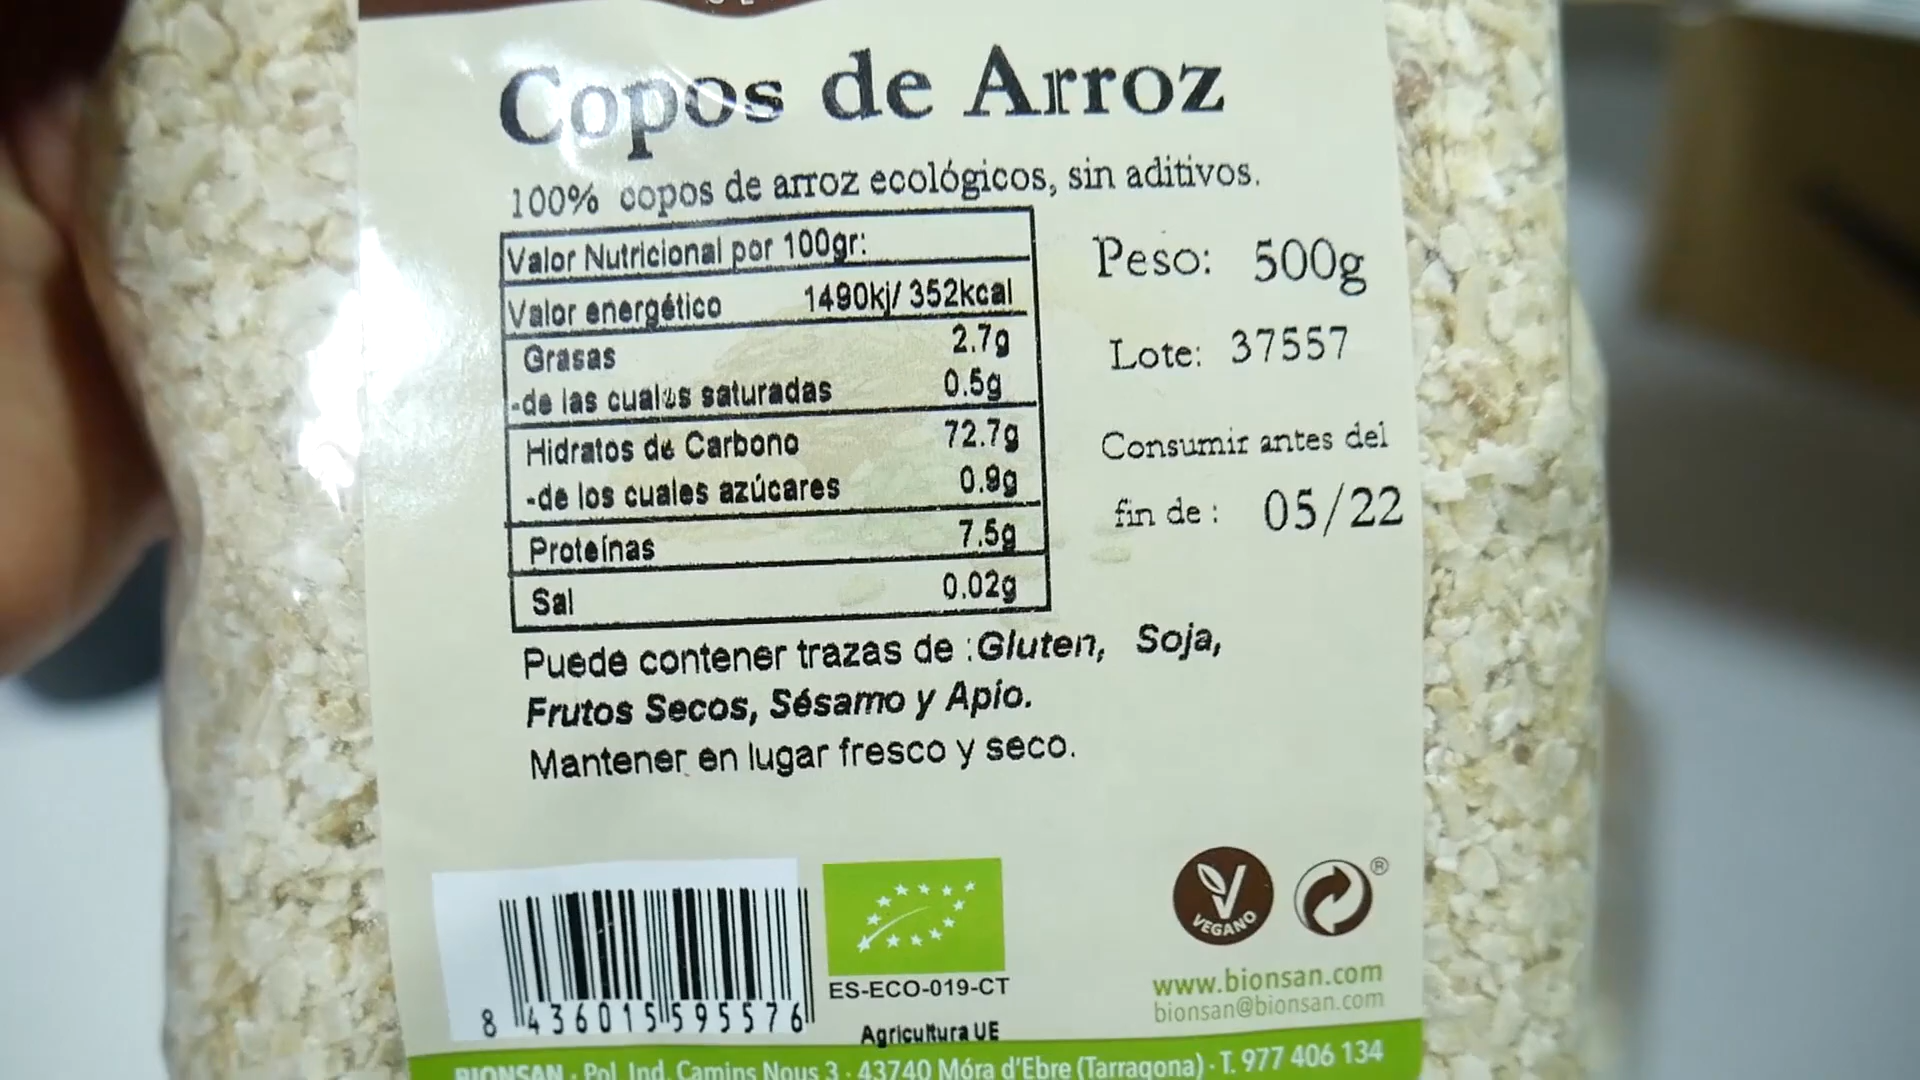 Copos de Arroz
100% copos de arroz ecológicos, sin aditivos.
Valor Nutricional por 100gr:
Valor energético 1490kj/ 352kcal
Grasas 2.7g
-de las cuales saturadas 0.5g
Hidratos de Carbono 72.7g
-de los cuales azúcares 0.9g
Proteínas 7.5g
Sal 0.02g
Peso: 500g
Lote: 37557
Consumir antes del
fin de : 05/22
Puede contener trazas de :Gluten, Soja,
Frutos Secos, Sésamo y Apio.
Mantener en lugar fresco y seco.
8 436015 595576
ES-ECO-019-CT
Agricultura UE
VEGANO
®
www.bionsan.com
bionsan@bionsan.com
BIONSAN · Pol. Ind. Camins Nous 3 · 43740 Móra d'Ebre (Tarragona) · T. 977 406 134